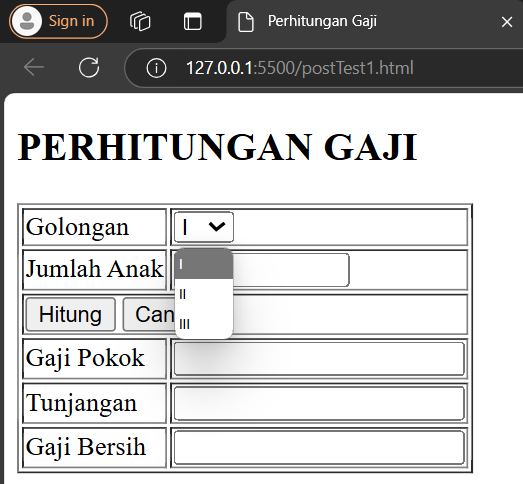 Sign in
Perhitungan Gaji
127.0.0.1:5500/postTest1.html
PERHITUNGAN GAJI
Golongan I
Jumlah Anak
I
II
III
Hitung Can
Gaji Pokok
Tunjangan
Gaji Bersih